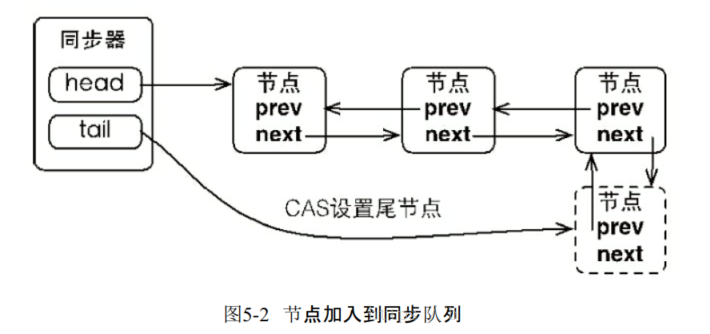 同步器
head
tail
节点
prev
next
节点
prev
next
节点
prev
next
CAS设置尾节点
节点
prev
next
图5-2 节点加入到同步队列